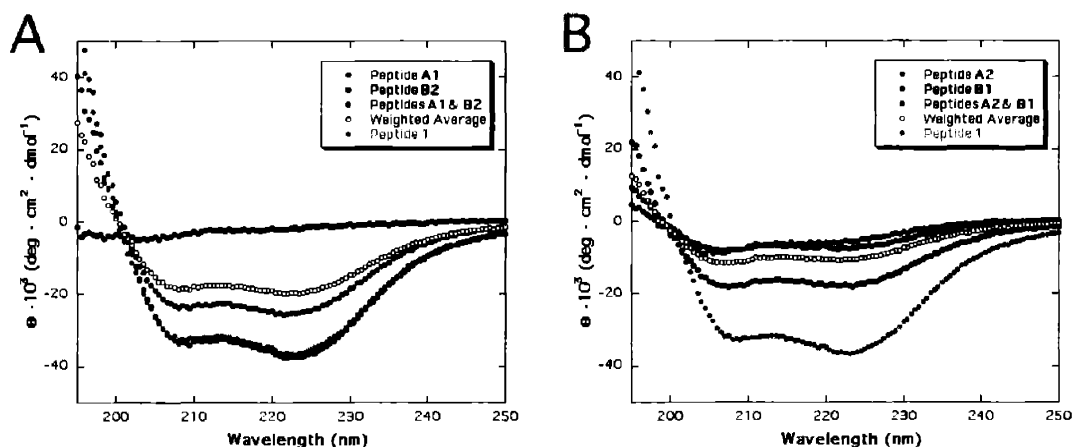 A
40
20
0
-20
-40
Θ · 10³ (deg · cm² · dmol⁻¹)
200 210 220 230 240 250
Wavelength (nm)
Peptide A1
Peptide B2
Peptides A1 & B2
Weighted Average
Peptide 1
B
40
20
0
-20
-40
Θ · 10³ (deg · cm² · dmol⁻¹)
200 210 220 230 240 250
Wavelength (nm)
Peptide A2
Peptide B1
Peptides A2 & B1
Weighted Average
Peptide 1